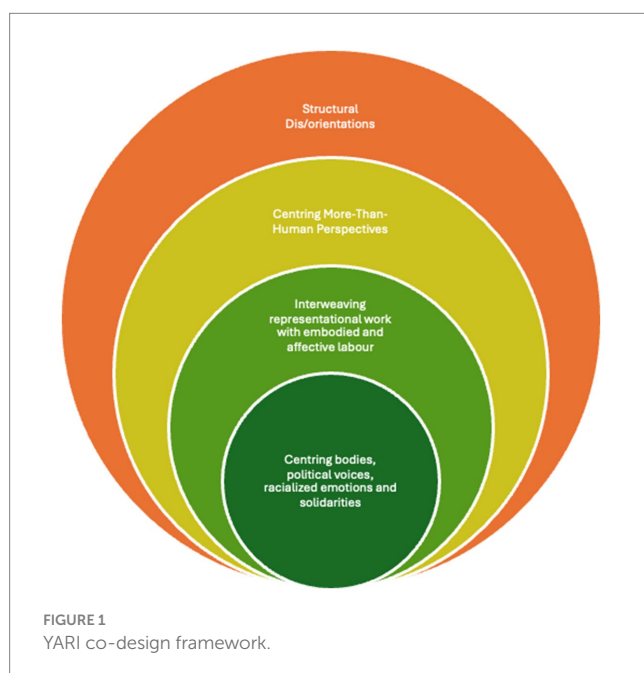 Structural
Dis/orientations
Centring More-Than-
Human Perspectives
Interweaving
representational work
with embodied and
affective labour
Centring bodies,
political voices,
racialized emotions and
solidarities
FIGURE 1
YARI co-design framework.